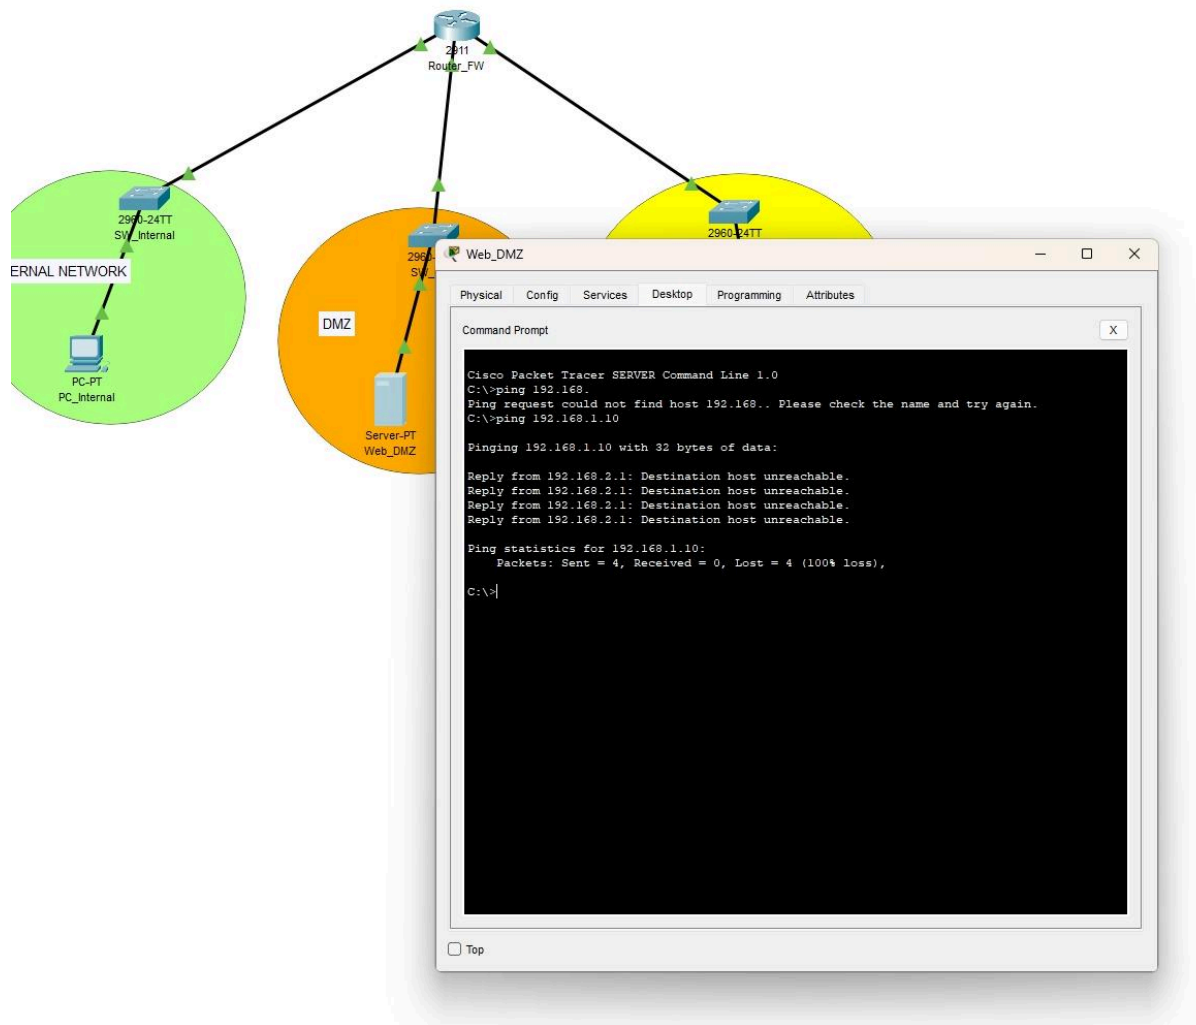 2911
Router_FW
2960-24TT
SW_Internal
ERNAL NETWORK
PC-PT
PC_Internal
DMZ
2960-
SW_
Server-PT
Web_DMZ
2960-24TT
Web_DMZ
Physical Config Services Desktop Programming Attributes
Command Prompt
X
Cisco Packet Tracer SERVER Command Line 1.0
C:\>ping 192.168.
Ping request could not find host 192.168.. Please check the name and try again.
C:\>ping 192.168.1.10
Pinging 192.168.1.10 with 32 bytes of data:
Reply from 192.168.2.1: Destination host unreachable.
Reply from 192.168.2.1: Destination host unreachable.
Reply from 192.168.2.1: Destination host unreachable.
Reply from 192.168.2.1: Destination host unreachable.
Ping statistics for 192.168.1.10:
Packets: Sent = 4, Received = 0, Lost = 4 (100% loss),
C:\>
Top